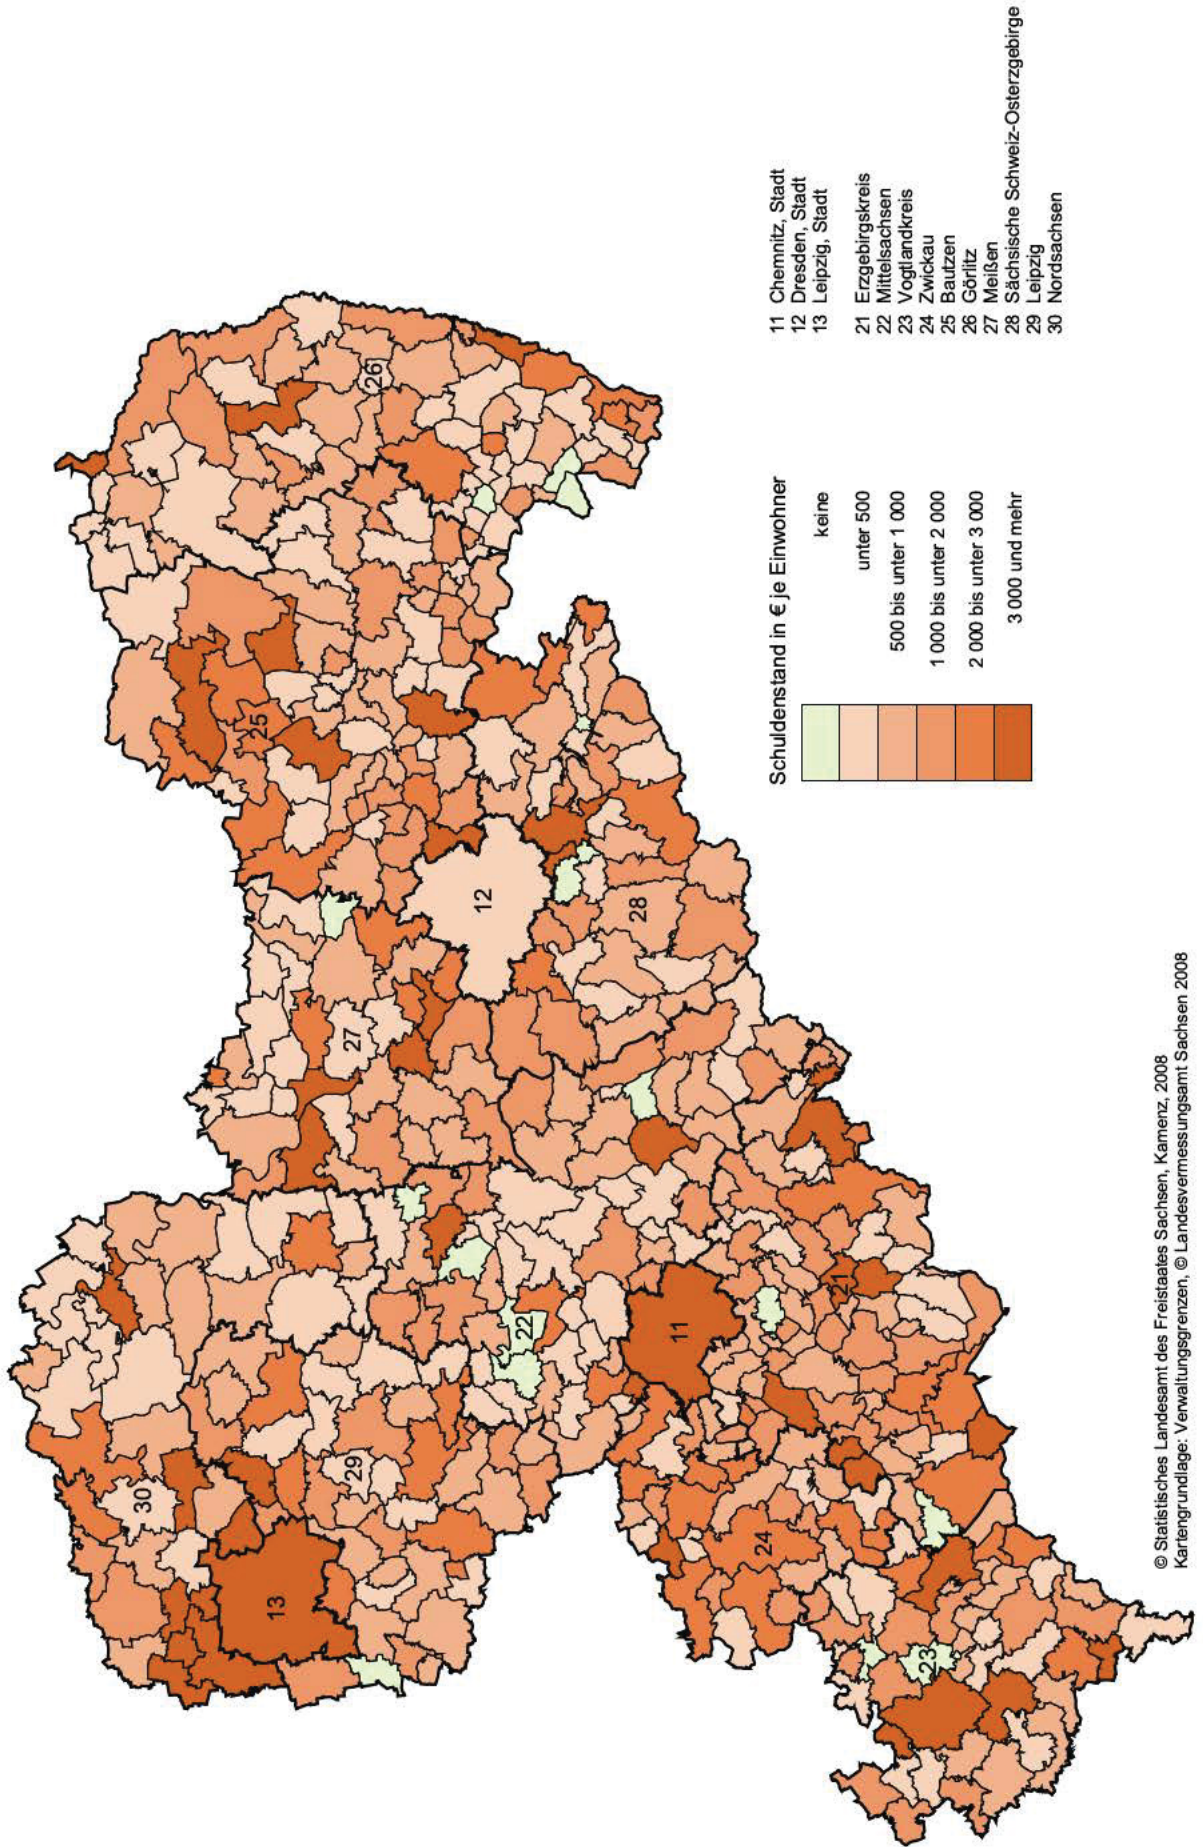 30
13
29
22
27
12
25
26
28
11
21
24
23
Schuldenstand in € je Einwohner
keine
unter 500
500 bis unter 1 000
1 000 bis unter 2 000
2 000 bis unter 3 000
3 000 und mehr
11 Chemnitz, Stadt
12 Dresden, Stadt
13 Leipzig, Stadt
21 Erzgebirgskreis
22 Mittelsachsen
23 Vogtlandkreis
24 Zwickau
25 Bautzen
26 Görlitz
27 Meißen
28 Sächsische Schweiz-Osterzgebirge
29 Leipzig
30 Nordsachsen
© Statistisches Landesamt des Freistaates Sachsen, Kamenz, 2008
Kartengrundlage: Verwaltungsgrenzen, © Landesvermessungsamt Sachsen 2008